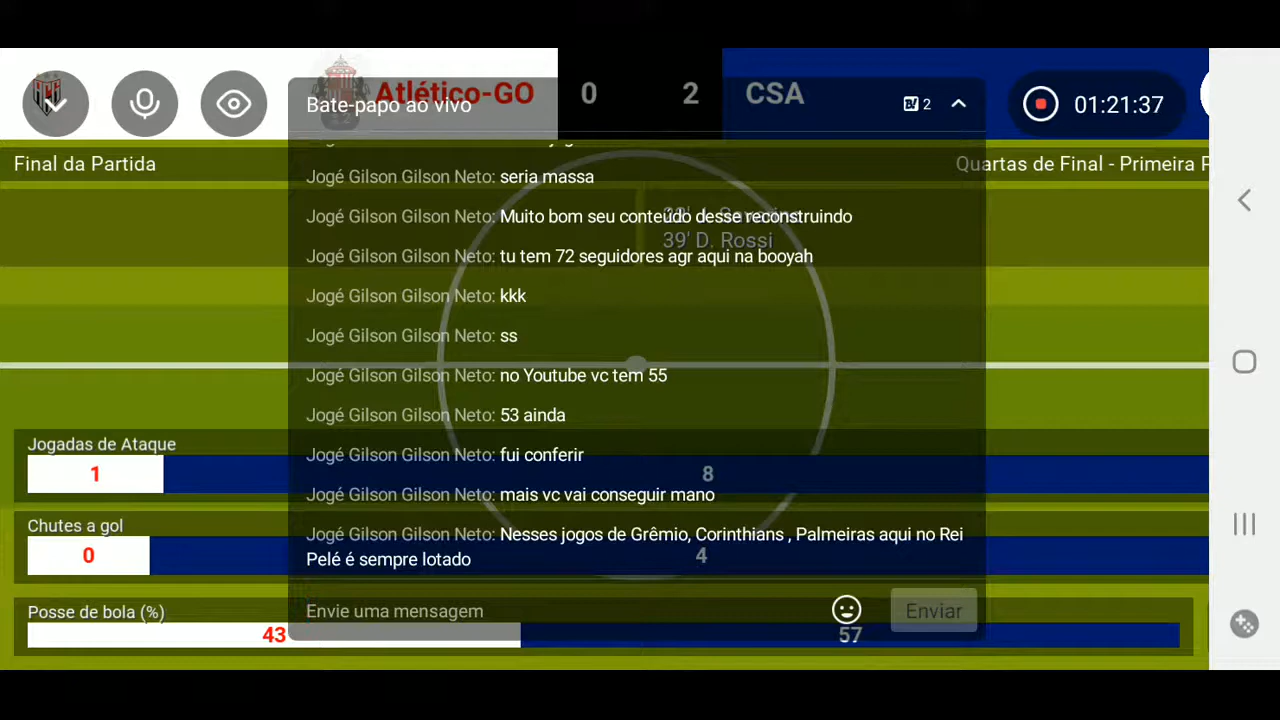 Atlético-GO 0 2 CSA
Bate-papo ao vivo
2
01:21:37
Final da Partida
Quartas de Final - Primeira P
Jogé Gilson Gilson Neto: seria massa
Jogé Gilson Gilson Neto: Muito bom seu conteúdo desse reconstruindo
39' D. Rossi
Jogé Gilson Gilson Neto: tu tem 72 seguidores agr aqui na booyah
Jogé Gilson Gilson Neto: kkk
Jogé Gilson Gilson Neto: ss
Jogé Gilson Gilson Neto: no Youtube vc tem 55
Jogé Gilson Gilson Neto: 53 ainda
Jogadas de Ataque
1 8
Jogé Gilson Gilson Neto: fui conferir
Jogé Gilson Gilson Neto: mais vc vai conseguir mano
Chutes a gol
0 4
Jogé Gilson Gilson Neto: Nesses jogos de Grêmio, Corinthians , Palmeiras aqui no Rei
Pelé é sempre lotado
Posse de bola (%)
43 57
Envie uma mensagem
Enviar